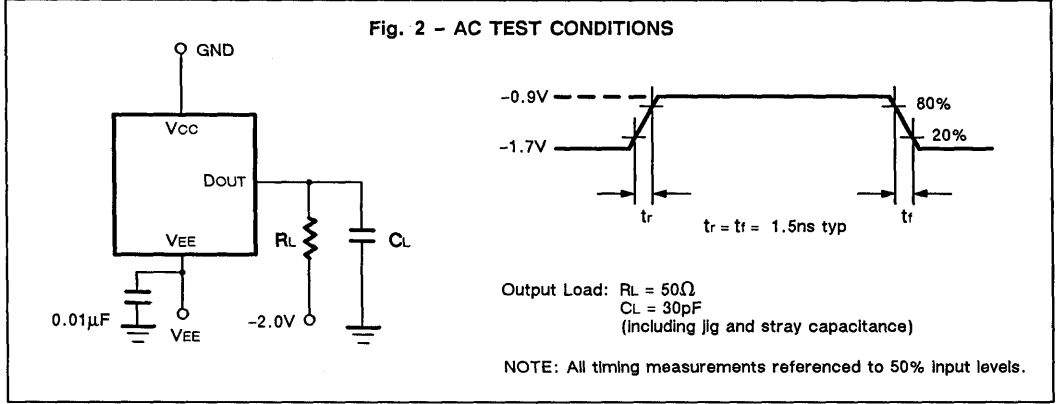 Fig. 2 – AC TEST CONDITIONS
GND
VCC
DOUT
VEE
RL
CL
0.01µF
VEE
-2.0V
-0.9V
-1.7V
80%
20%
tr
tf
tr = tf = 1.5ns typ
Output Load: RL = 50Ω
CL = 30pF
(including jig and stray capacitance)
NOTE: All timing measurements referenced to 50% input levels.